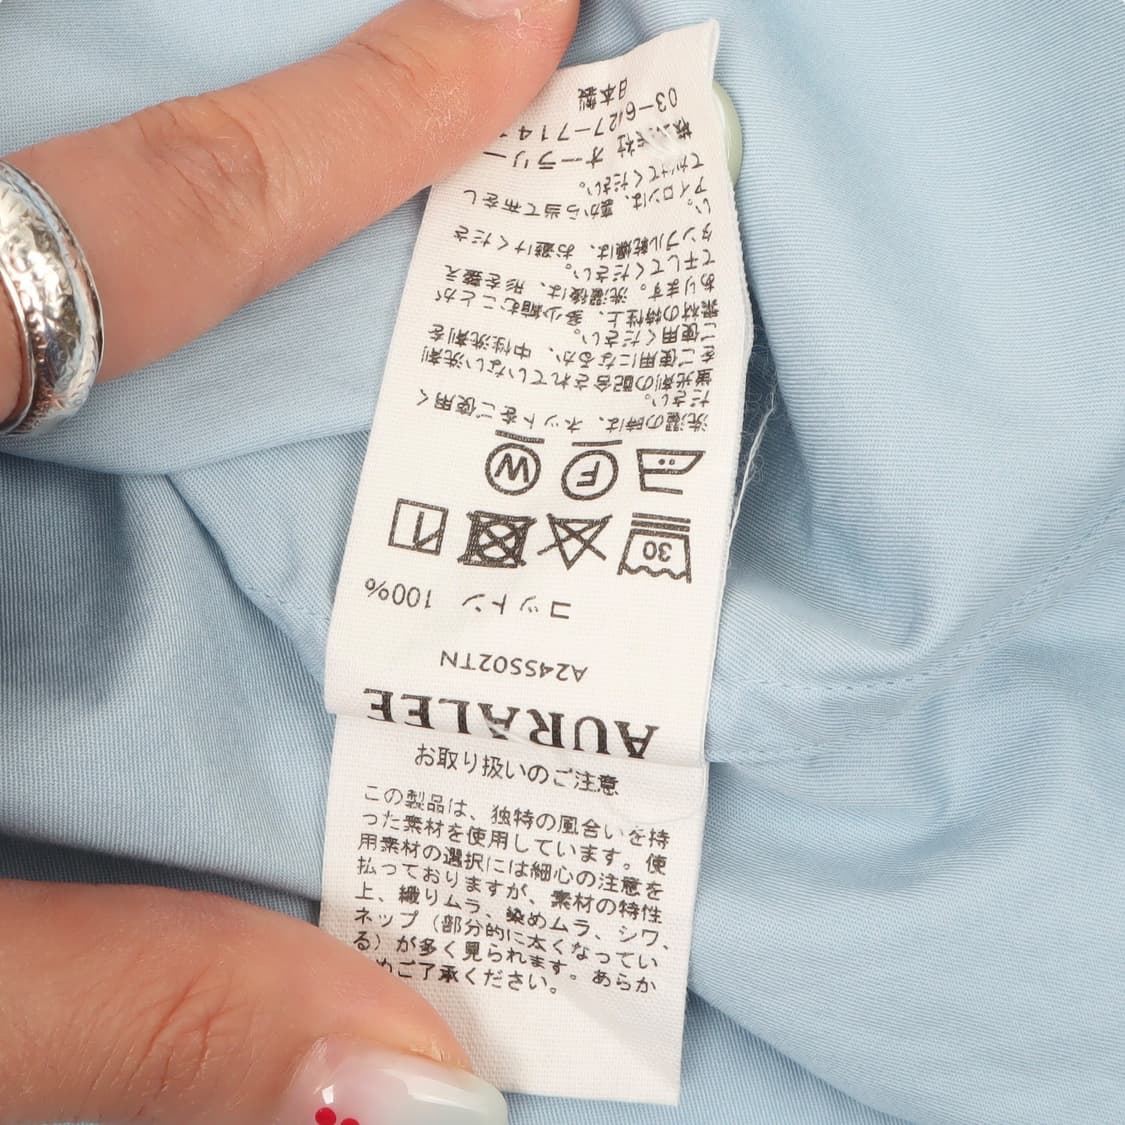 AURALEE
A24SS02TN
コットン 100%
30
F
W
洗濯の時は、ネットをご使用く
ださい。
蛍光剤の配合されていない洗剤
をご使用になるか、中性洗剤を
ご使用ください。
素材の特性上、多少縮むことが
あります。洗濯後は、形を整え
て干してください。
タンブル乾燥は、お避けくださ
い。
アイロンは、裏から当て布をし
てかけてください。
株式会社 オーラリー
03-6427-714
日本製
お取り扱いのご注意
この製品は、独特の風合いを持
った素材を使用しています。使
用素材の選択には細心の注意を
払っておりますが、素材の特性
上、織りムラ、染めムラ、シワ、
ネップ（部分的に太くなってい
る）が多く見られます。あらか
めご了承ください。